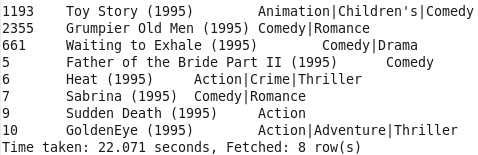 1193	Toy Story (1995)	Animation|Children's|Comedy
2355	Grumpier Old Men (1995)	Comedy|Romance
661	Waiting to Exhale (1995)	Comedy|Drama
5	Father of the Bride Part II (1995)	Comedy
6	Heat (1995)	Action|Crime|Thriller
7	Sabrina (1995)	Comedy|Romance
9	Sudden Death (1995)	Action
10	GoldenEye (1995)	Action|Adventure|Thriller
Time taken: 22.071 seconds, Fetched: 8 row(s)